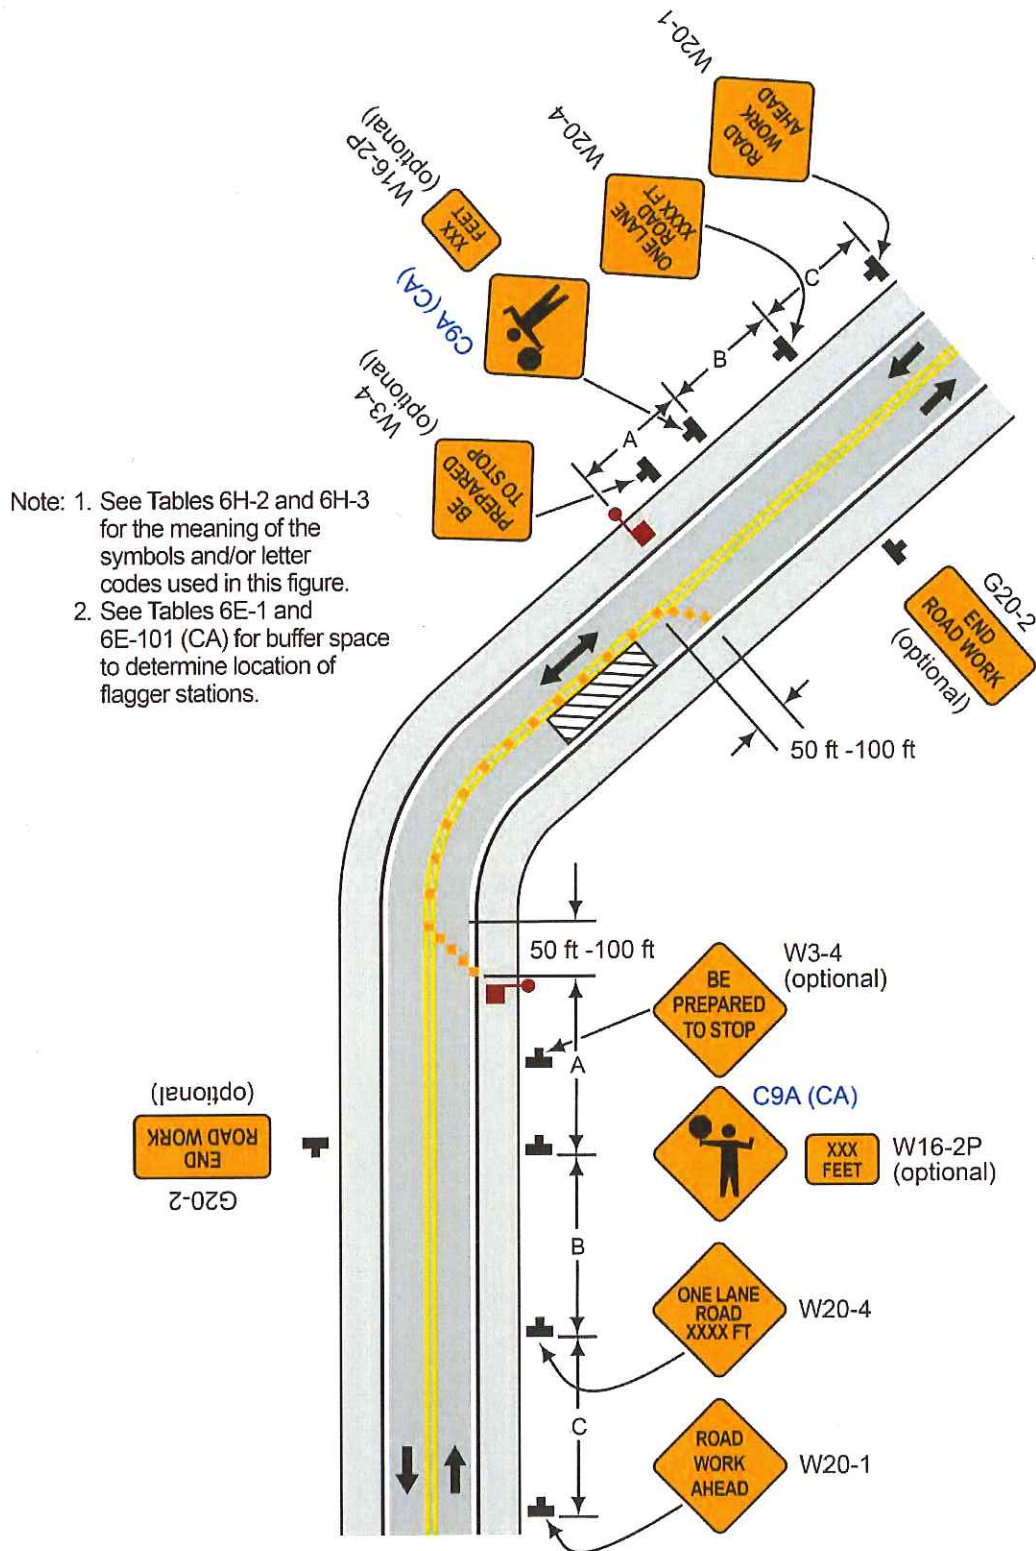 W20-1
ROAD
WORK
AHEAD
W20-4
ONE LANE
ROAD
XXXX FT
W16-2P
(optional)
XXX
FEET
C9A (CA)
W3-4
(optional)
BE
PREPARED
TO STOP
C
B
A
Note: 1. See Tables 6H-2 and 6H-3
for the meaning of the
symbols and/or letter
codes used in this figure.
2. See Tables 6E-1 and
6E-101 (CA) for buffer space
to determine location of
flagger stations.
G20-2
END
ROAD WORK
(optional)
50 ft -100 ft
50 ft -100 ft
W3-4
(optional)
BE
PREPARED
TO STOP
A
C9A (CA)
XXX
FEET
W16-2P
(optional)
G20-2
END
ROAD WORK
(optional)
B
ONE LANE
ROAD
XXXX FT
W20-4
C
ROAD
WORK
AHEAD
W20-1